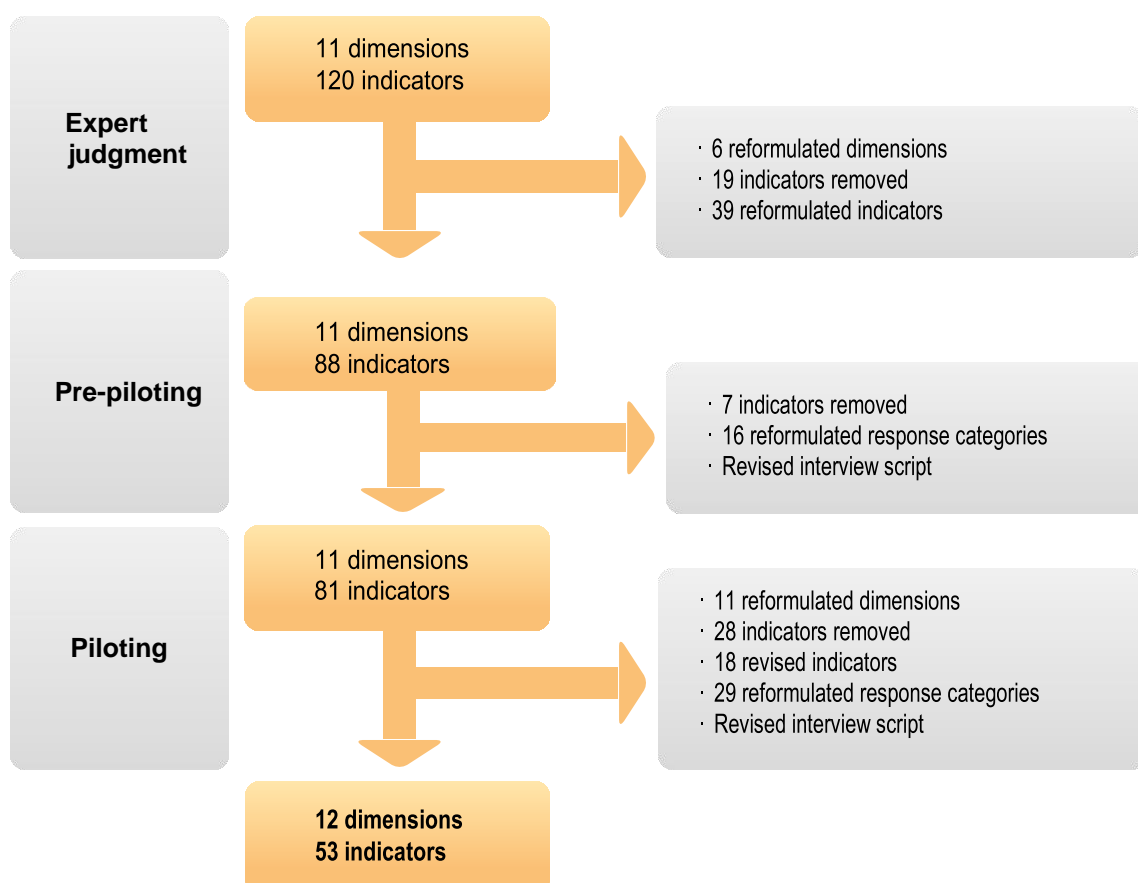 Expert
judgment
11 dimensions
120 indicators
· 6 reformulated dimensions
· 19 indicators removed
· 39 reformulated indicators
Pre-piloting
11 dimensions
88 indicators
· 7 indicators removed
· 16 reformulated response categories
· Revised interview script
Piloting
11 dimensions
81 indicators
· 11 reformulated dimensions
· 28 indicators removed
· 18 revised indicators
· 29 reformulated response categories
· Revised interview script
12 dimensions
53 indicators